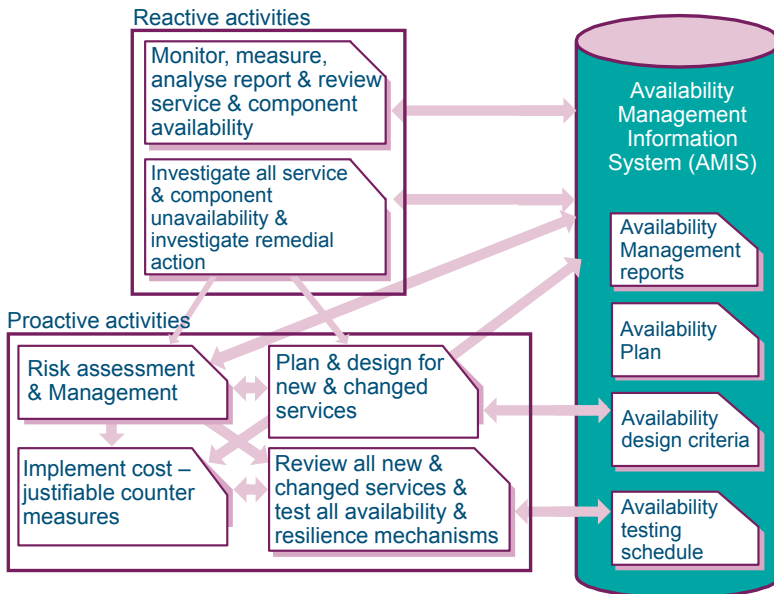 Reactive activities
Monitor, measure,
analyse report & review
service & component
availability
Investigate all service
& component
unavailability &
investigate remedial
action
Proactive activities
Risk assessment
& Management
Plan & design for
new & changed
services
Implement cost –
justifiable counter
measures
Review all new &
changed services &
test all availability &
resilience mechanisms
Availability
Management
Information
System (AMIS)
Availability
Management
reports
Availability
Plan
Availability
design criteria
Availability
testing
schedule